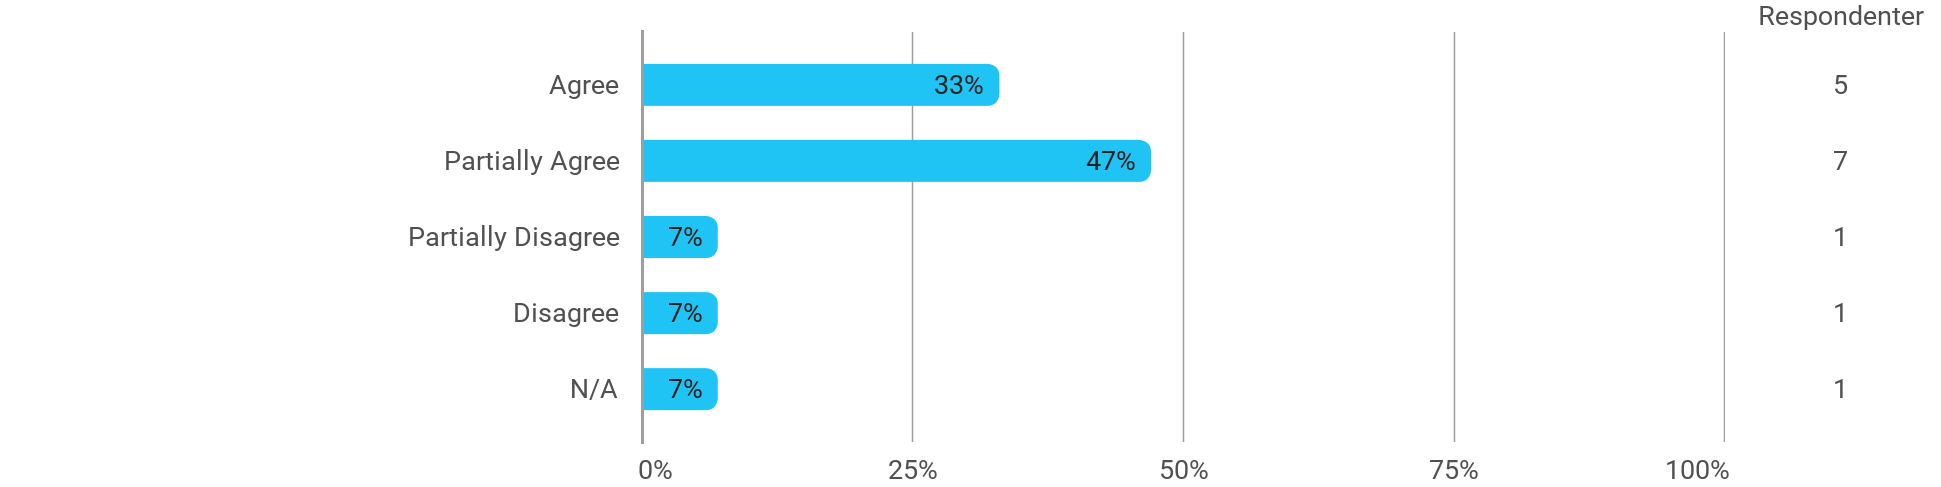 Respondenter
Agree 33% 5
Partially Agree 47% 7
Partially Disagree 7% 1
Disagree 7% 1
N/A 7% 1
0% 25% 50% 75% 100%